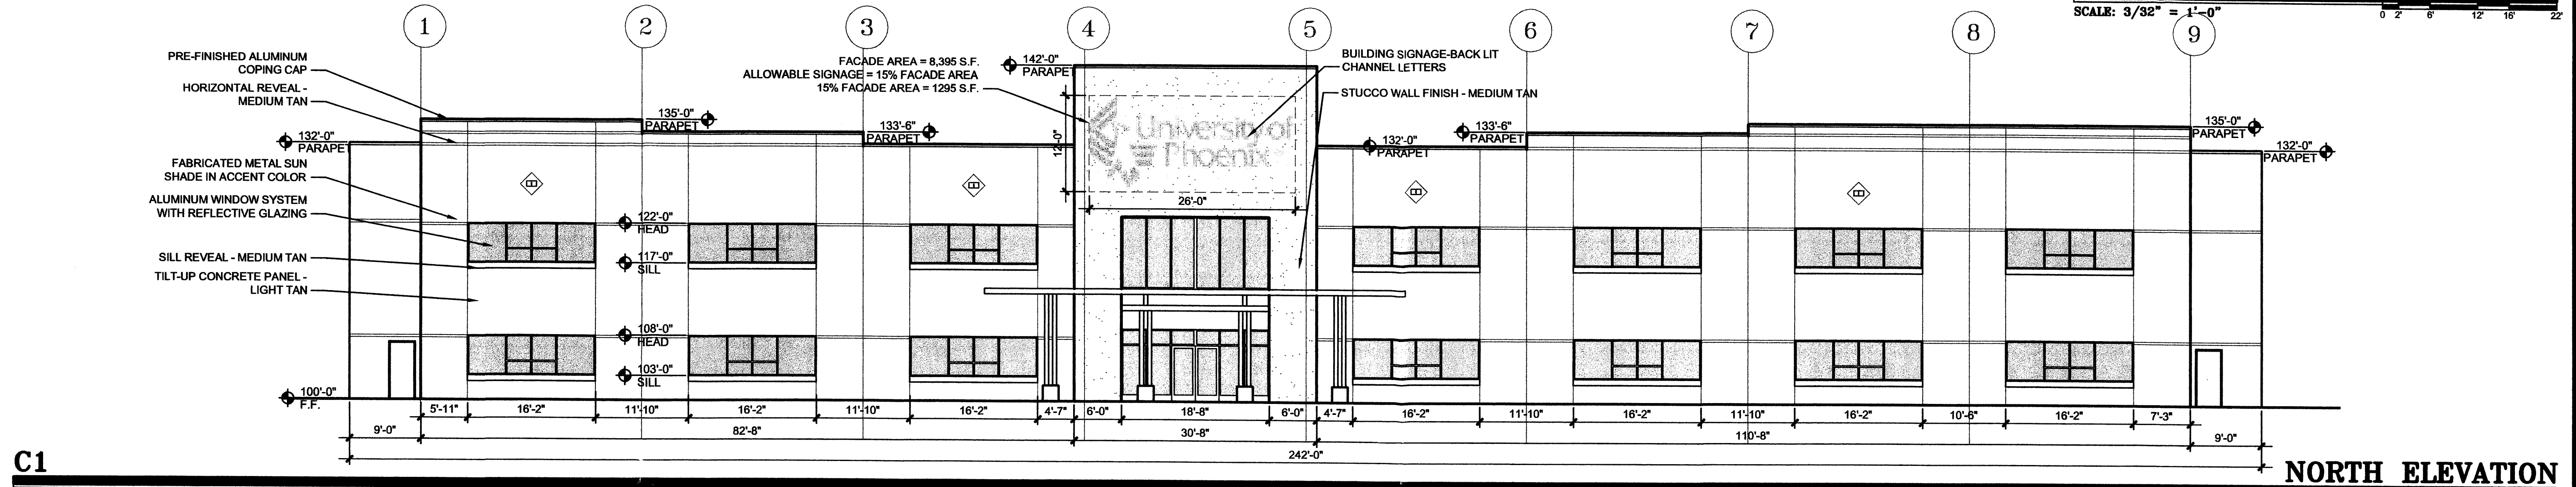 SCALE: 3/32" = 1'-0"
0 2' 6' 12' 16' 22'
1 2 3 4 5 6 7 8 9
PRE-FINISHED ALUMINUM
COPING CAP
HORIZONTAL REVEAL -
MEDIUM TAN
FABRICATED METAL SUN
SHADE IN ACCENT COLOR
ALUMINUM WINDOW SYSTEM
WITH REFLECTIVE GLAZING
SILL REVEAL - MEDIUM TAN
TILT-UP CONCRETE PANEL -
LIGHT TAN
132'-0"
PARAPET
135'-0"
PARAPET
133'-6"
PARAPET
FACADE AREA = 8,395 S.F.
ALLOWABLE SIGNAGE = 15% FACADE AREA
15% FACADE AREA = 1295 S.F.
142'-0"
PARAPET
12'-0"
University of
Phoenix
26'-0"
BUILDING SIGNAGE-BACK LIT
CHANNEL LETTERS
STUCCO WALL FINISH - MEDIUM TAN
132'-0"
PARAPET
133'-6"
PARAPET
135'-0"
PARAPET
132'-0"
PARAPET
122'-0"
HEAD
117'-0"
SILL
108'-0"
HEAD
103'-0"
SILL
100'-0"
F.F.
5'-11" 16'-2" 11'-10" 16'-2" 11'-10" 16'-2" 4'-7" 6'-0" 18'-8" 6'-0" 4'-7" 16'-2" 11'-10" 16'-2" 11'-10" 16'-2" 10'-6" 16'-2" 7'-3"
9'-0" 82'-8" 30'-8" 110'-8" 9'-0"
242'-0"
C1
NORTH ELEVATION